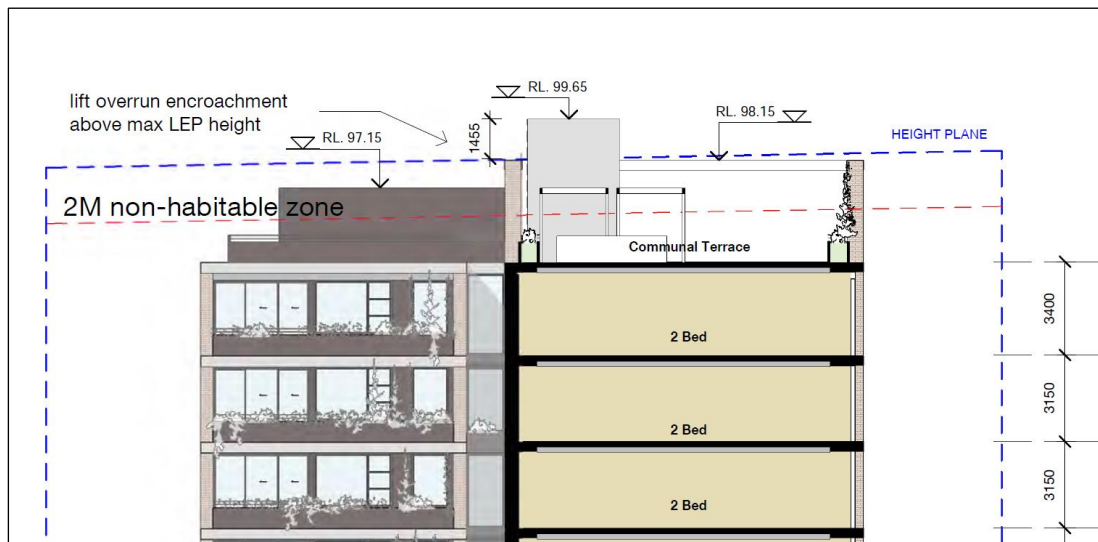 lift overrun encroachment
above max LEP height
RL. 99.65
RL. 98.15
1455
RL. 97.15
HEIGHT PLANE
2M non-habitable zone
Communal Terrace
3400
2 Bed
3150
2 Bed
3150
2 Bed